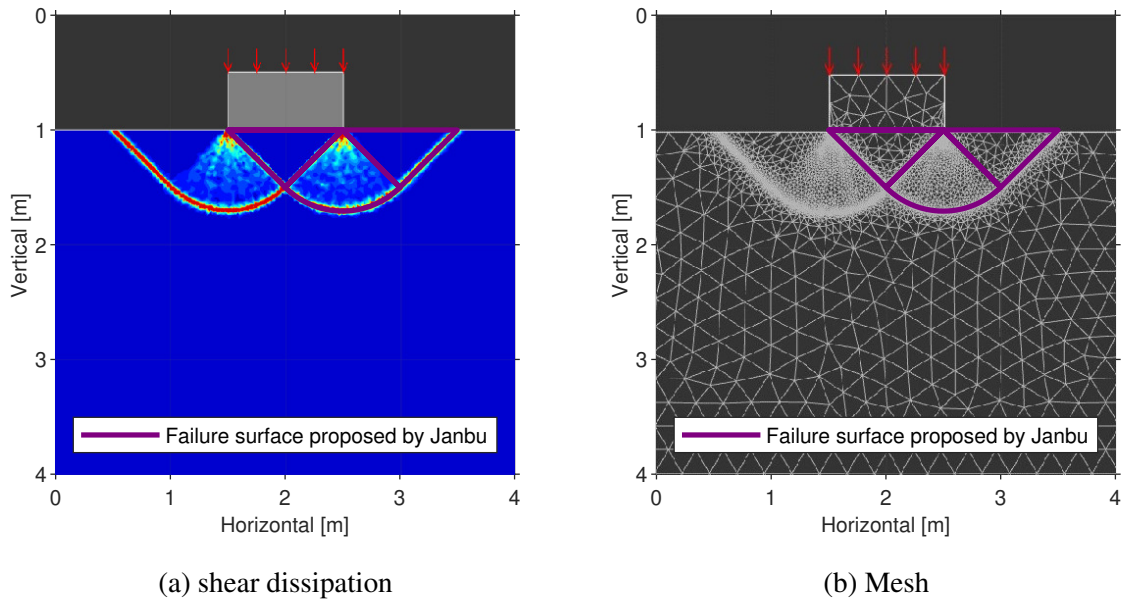 0
1
2
3
4
Vertical [m]
0 1 2 3 4
Horizontal [m]
Failure surface proposed by Janbu
(a) shear dissipation
0
1
2
3
4
Vertical [m]
0 1 2 3 4
Horizontal [m]
Failure surface proposed by Janbu
(b) Mesh